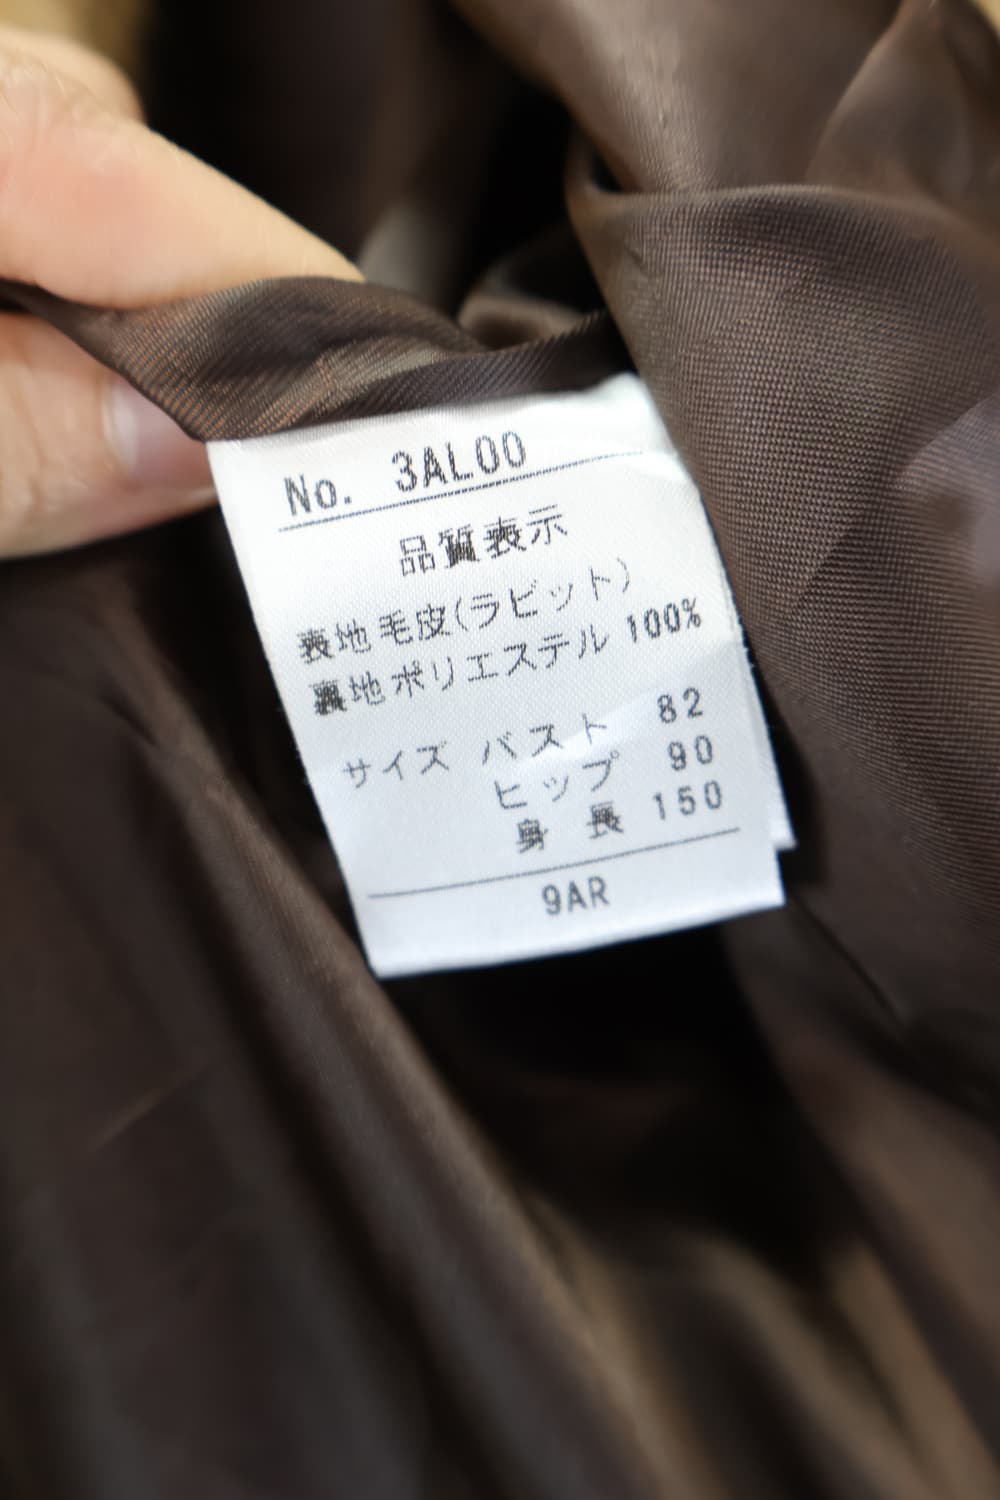 No. 3AL00
品質表示
表地 毛皮(ラビット)
裏地 ポリエステル 100%
サイズ バスト 82
ヒップ 90
身長 150
9AR